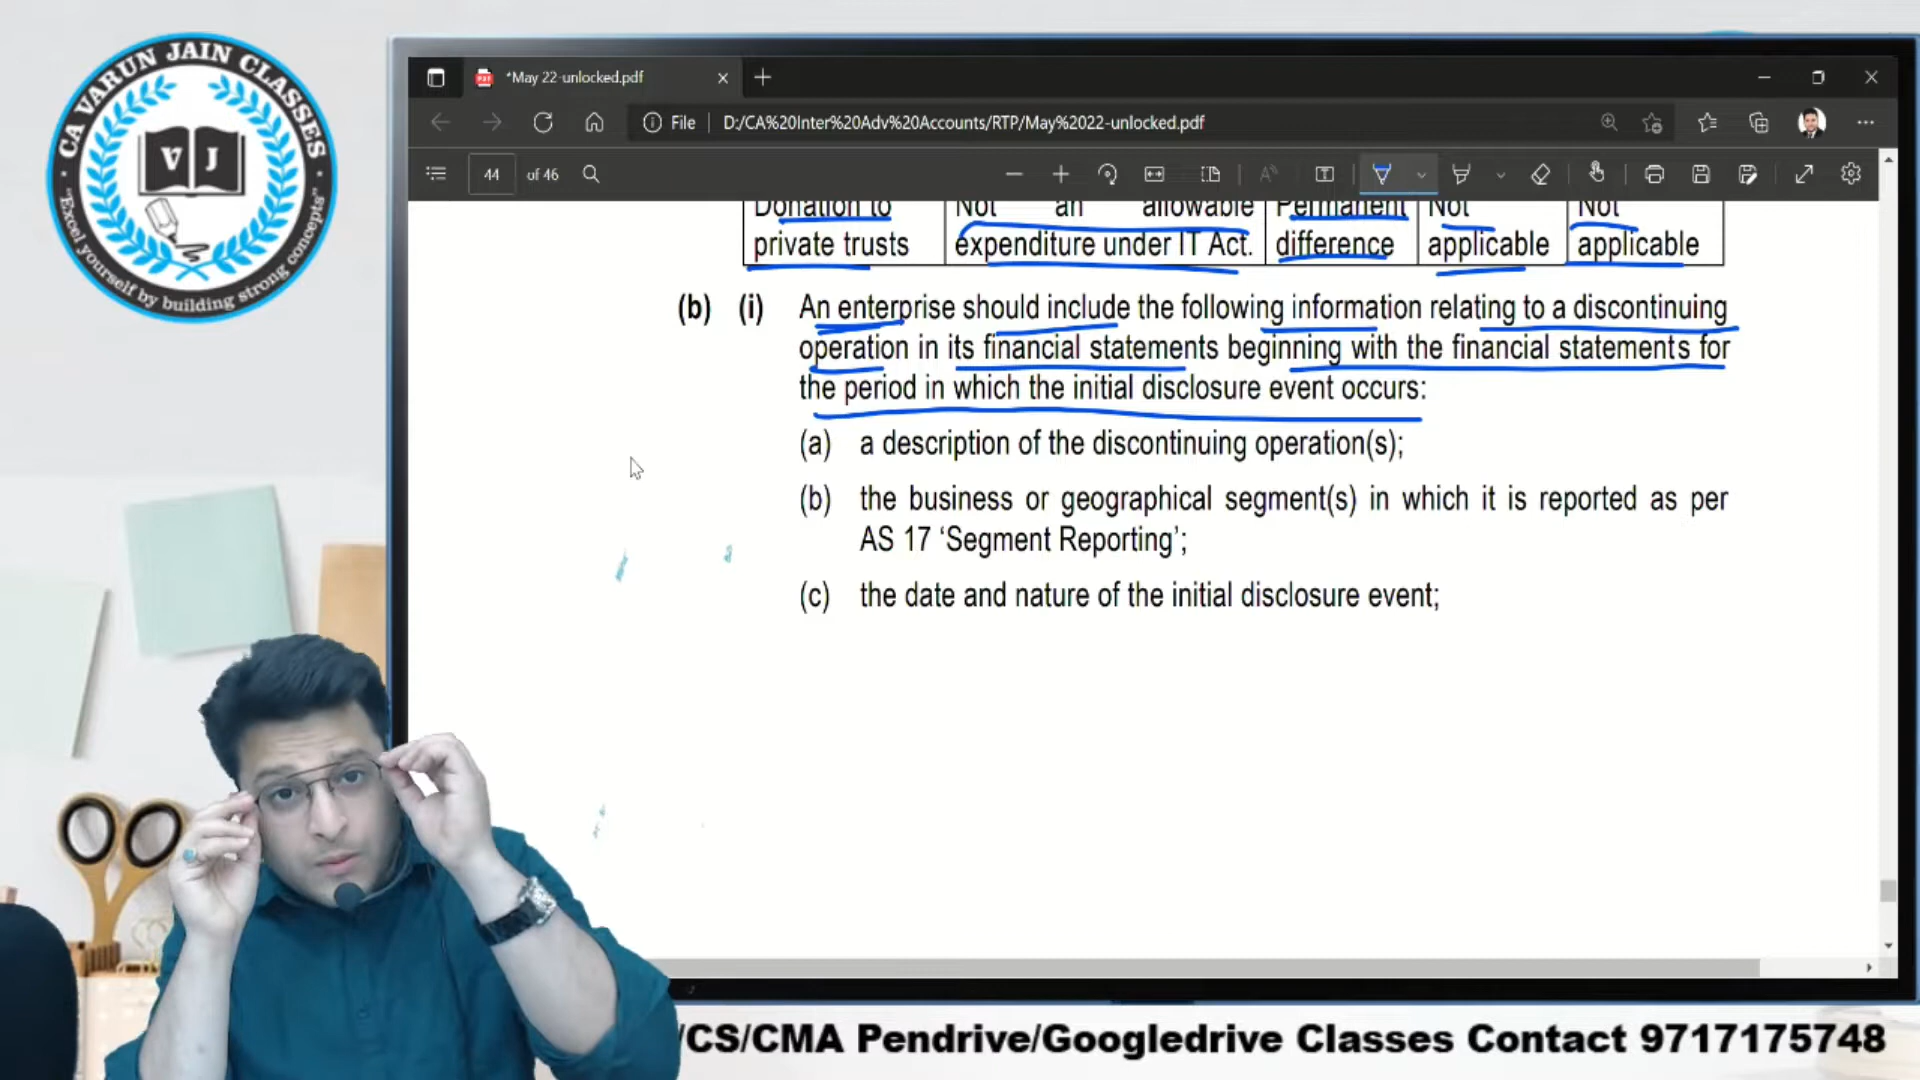 CA VARUN JAIN CLASSES
V J
"Excel yourself by building strong concepts"
*May 22-unlocked.pdf
File D:/CA%20Inter%20Adv%20Accounts/RTP/May%2022-unlocked.pdf
44 of 46
Donation to Not an allowable Permanent Not Not
private trusts expenditure under IT Act. difference applicable applicable
(b) (i) An enterprise should include the following information relating to a discontinuing
operation in its financial statements beginning with the financial statements for
the period in which the initial disclosure event occurs:
(a) a description of the discontinuing operation(s);
(b) the business or geographical segment(s) in which it is reported as per
AS 17 ‘Segment Reporting’;
(c) the date and nature of the initial disclosure event;
/CS/CMA Pendrive/Googledrive Classes Contact 9717175748